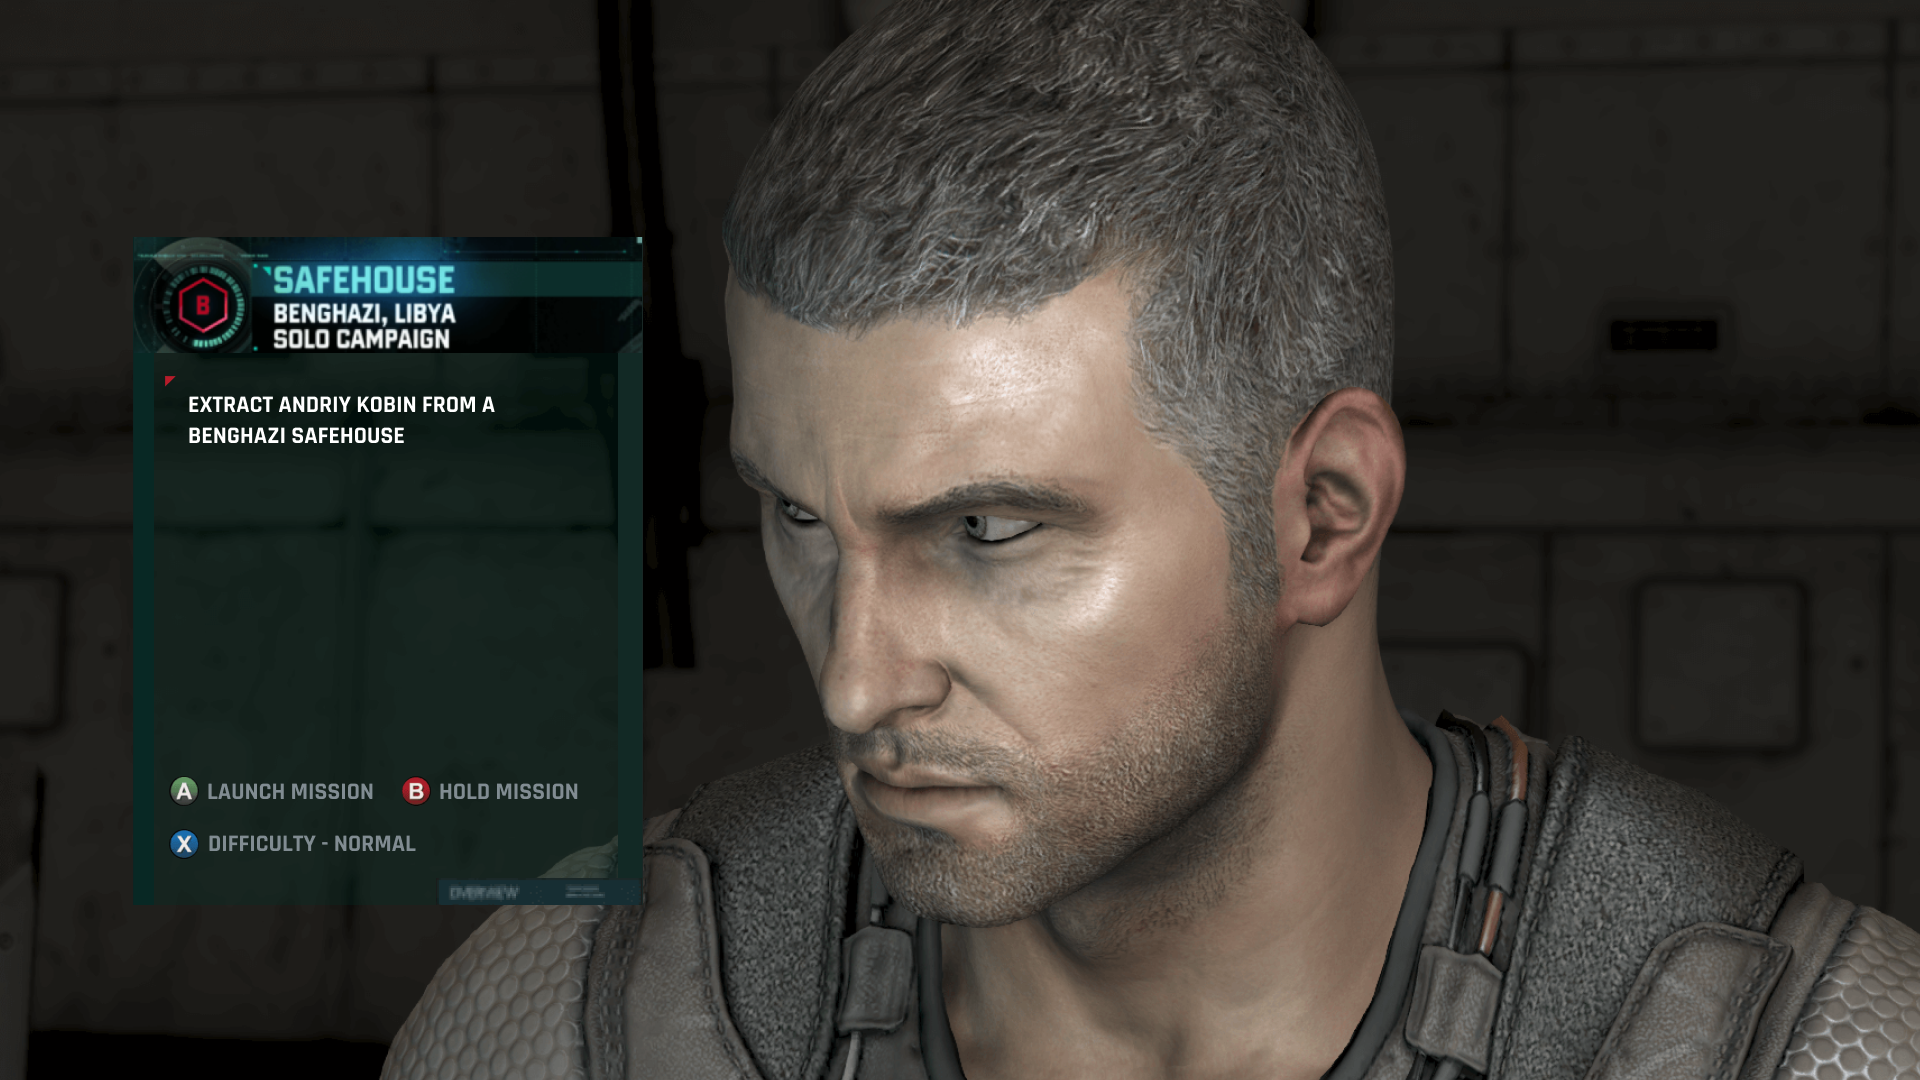 B
SAFEHOUSE
BENGHAZI, LIBYA
SOLO CAMPAIGN
EXTRACT ANDRIY KOBIN FROM A
BENGHAZI SAFEHOUSE
A LAUNCH MISSION B HOLD MISSION
X DIFFICULTY - NORMAL
OVERVIEW